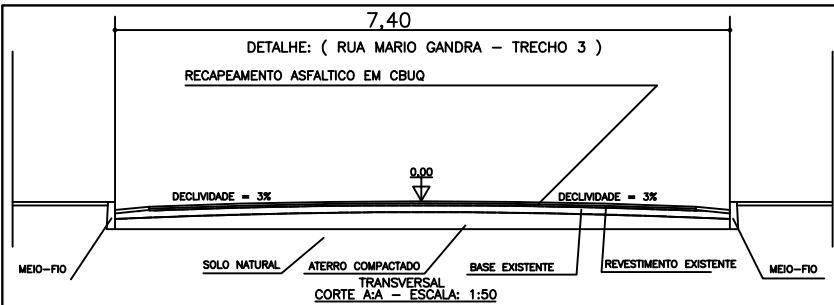 7,40
DETALHE: ( RUA MARIO GANDRA – TRECHO 3 )
RECAPEAMENTO ASFALTICO EM CBUQ
0.00
DECLIVIDADE = 3%
DECLIVIDADE = 3%
MEIO-FIO
SOLO NATURAL
ATERRO COMPACTADO
BASE EXISTENTE
REVESTIMENTO EXISTENTE
MEIO-FIO
TRANSVERSAL
CORTE A:A – ESCALA: 1:50